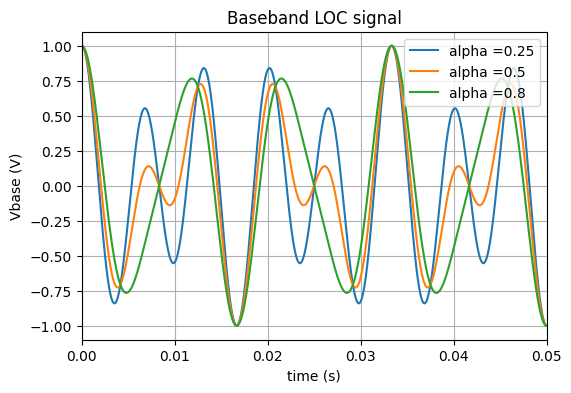 Baseband LOC signal
alpha =0.25
alpha =0.5
alpha =0.8
Vbase (V)
1.00
0.75
0.50
0.25
0.00
−0.25
−0.50
−0.75
−1.00
0.00 0.01 0.02 0.03 0.04 0.05
time (s)